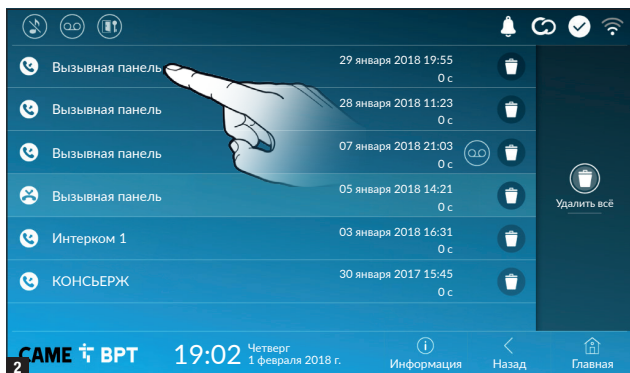 Вызывная панель
29 января 2018 19:55
0 с
Вызывная панель
28 января 2018 11:23
0 с
Вызывная панель
07 января 2018 21:03
0 с
Вызывная панель
05 января 2018 14:21
0 с
Удалить всё
Интерком 1
03 января 2018 16:31
0 с
КОНСЬЕРЖ
30 января 2017 15:45
0 с
CAME BPT
19:02
Четверг
1 февраля 2018 г.
Информация
Назад
Главная
2